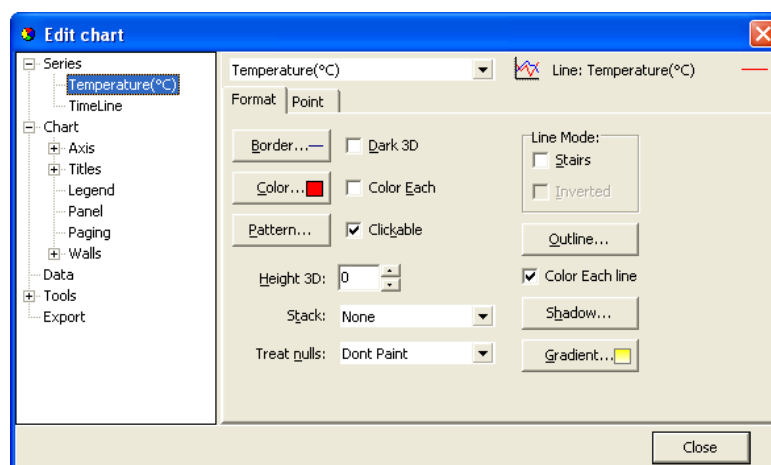 Edit chart
Series
Temperature(°C)
TimeLine
Chart
Axis
Titles
Legend
Panel
Paging
Walls
Data
Tools
Export
Temperature(°C)
Line: Temperature(°C)
Format
Point
Border...
Dark 3D
Color...
Color Each
Pattern...
Clickable
Height 3D:
0
Stack:
None
Treat nulls:
Dont Paint
Line Mode:
Stairs
Inverted
Outline...
Color Each line
Shadow...
Gradient...
Close